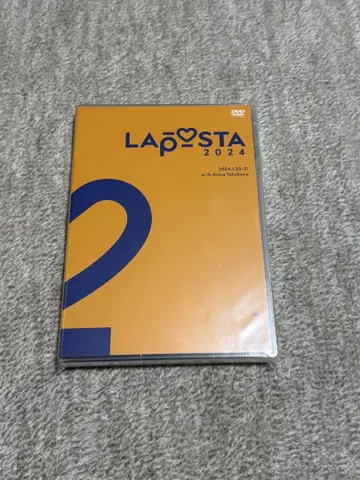 DVD
LAPOSTA
2024
2024.1.20-21
at K-Arena Yokohama
2